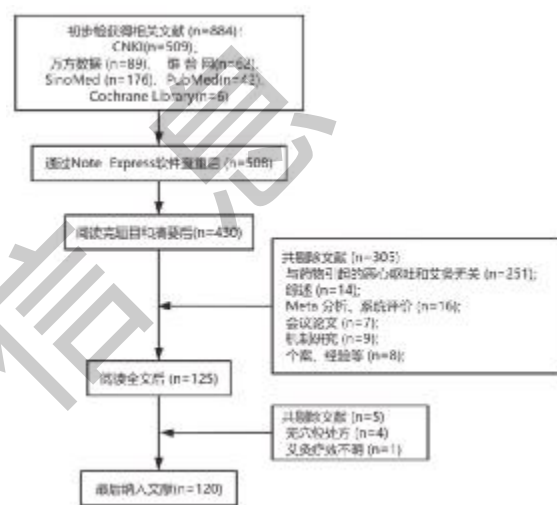 初步检获得相关文献 (n=884):
CNKI(n=509),
万方数据 (n=89), 维普网(n=62),
SinoMed (n=176), PubMed(n=42),
Cochrane Library(n=6)
通过Note Express软件查重后 (n=508)
阅读完题目和摘要后(n=430)
共剔除文献 (n=305)
与药物引起的恶心呕吐和艾灸无关 (n=251);
综述 (n=14);
Meta 分析、系统评价 (n=16);
会议论文 (n=7);
机制研究 (n=9);
个案、经验等 (n=8);
阅读全文后 (n=125)
共剔除文献 (n=5)
无穴位处方 (n=4)
艾灸疗效不明 (n=1)
最后纳入文献(n=120)
信息